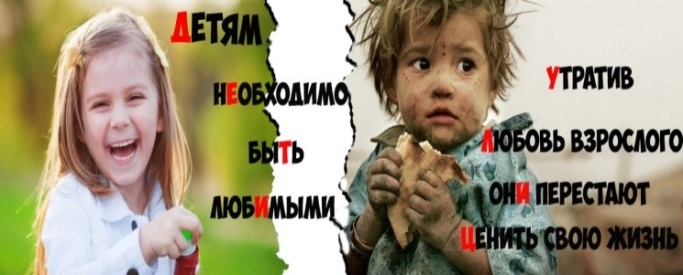 ДЕТЯМ
НЕОБХОДИМО
БЫТЬ
ЛЮБИМЫМИ
УТРАТИВ
ЛЮБОВЬ ВЗРОСЛОГО
ОНИ ПЕРЕСТАЮТ
ЦЕНИТЬ СВОЮ ЖИЗНЬ